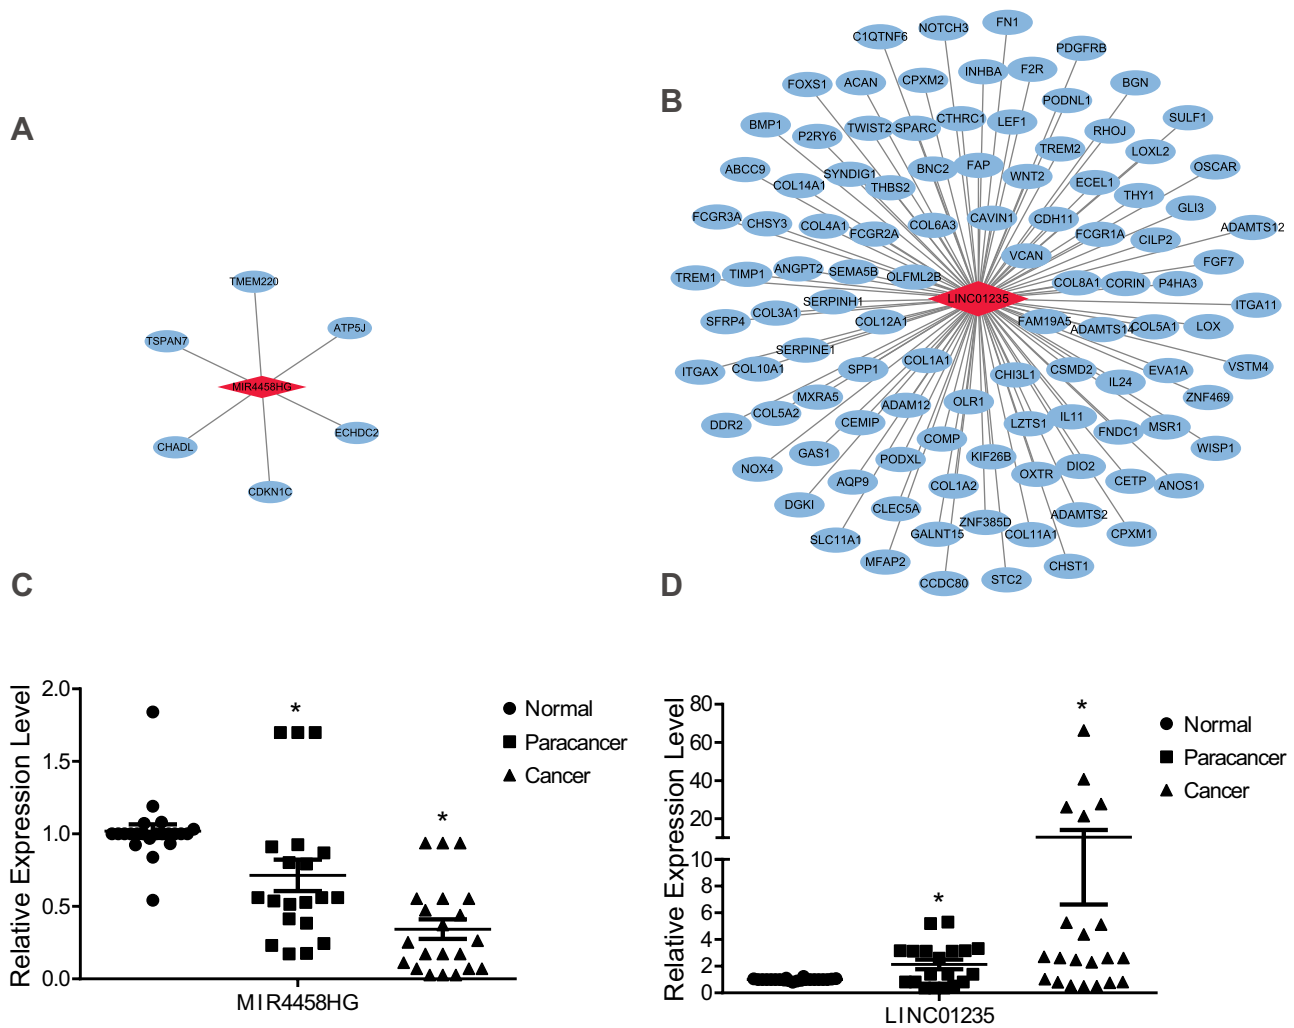 A
TMEM220
ATP5J
TSPAN7
MIR4458HG
ECHDC2
CHADL
CDKN1C
B
FN1
NOTCH3
C1QTNF6
PDGFRB
INHBA
F2R
CPXM2
ACAN
FOXS1
BGN
PODNL1
SULF1
CTHRC1
LEF1
BMP1
P2RY6
TWIST2
SPARC
RHOJ
TREM2
LOXL2
ABCC9
SYNDIG1
BNC2
FAP
WNT2
OSCAR
COL14A1
THBS2
ECEL1
THY1
GLI3
FCGR3A
CHSY3
COL4A1
FCGR2A
COL6A3
CAVIN1
CDH11
FCGR1A
CILP2
ADAMTS12
VCAN
TREM1
TIMP1
ANGPT2
SEMA5B
OLFML2B
COL8A1
CORIN
P4HA3
FGF7
LINC01235
SFRP4
COL3A1
SERPINH1
COL12A1
FAM19A5
ADAMTS14
COL5A1
LOX
ITGA11
ITGAX
COL10A1
SERPINE1
SPP1
COL1A1
CHI3L1
CSMD2
IL24
EVA1A
VSTM4
ZNF469
DDR2
COL5A2
MXRA5
CEMIP
ADAM12
OLR1
LZTS1
IL11
FNDC1
MSR1
WISP1
NOX4
GAS1
PODXL
COMP
KIF26B
OXTR
DIO2
CETP
ANOS1
DGKI
AQP9
CLEC5A
COL1A2
ZNF385D
ADAMTS2
SLC11A1
GALNT15
COL11A1
CPXM1
MFAP2
CCDC80
STC2
CHST1
C
Relative Expression Level
2.0
1.5
1.0
0.5
0.0
*
*
MIR4458HG
Normal
Paracancer
Cancer
D
Relative Expression Level
80
60
40
20
10
8
6
4
2
0
*
*
LINC01235
Normal
Paracancer
Cancer